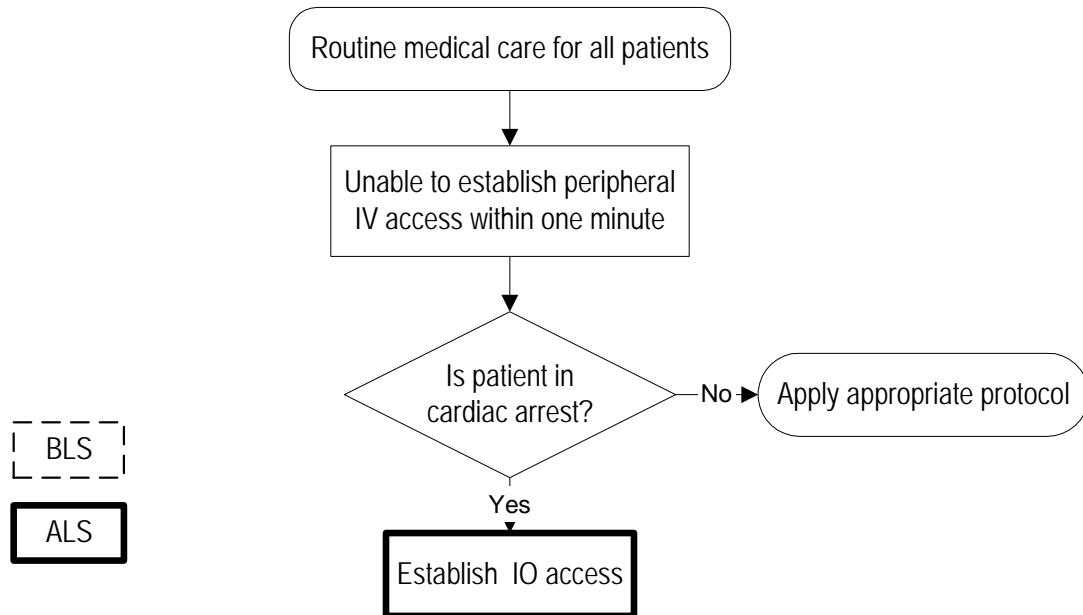 Routine medical care for all patients
Unable to establish peripheral
IV access within one minute
Is patient in
cardiac arrest?
No
Apply appropriate protocol
BLS
Yes
ALS
Establish IO access